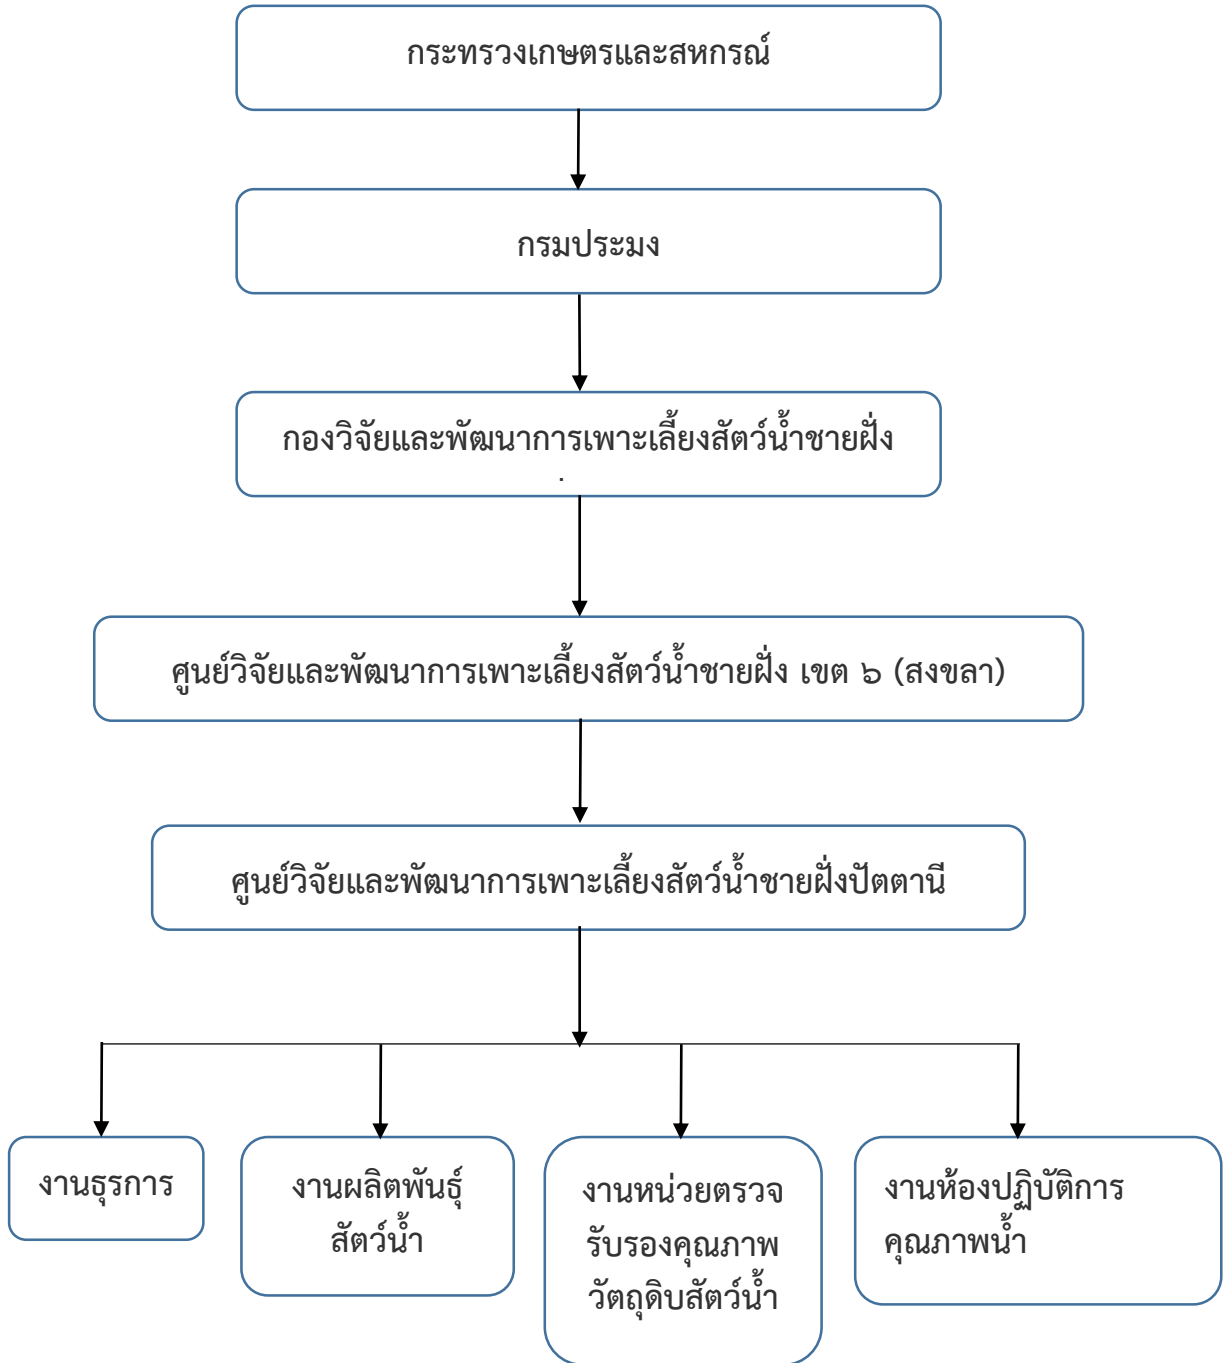 กระทรวงเกษตรและสหกรณ์
กรมประมง
กองวิจัยและพัฒนาการเพาะเลี้ยงสัตว์น้ำชายฝั่ง
.
ศูนย์วิจัยและพัฒนาการเพาะเลี้ยงสัตว์น้ำชายฝั่ง เขต ๖ (สงขลา)
ศูนย์วิจัยและพัฒนาการเพาะเลี้ยงสัตว์น้ำชายฝั่งปัตตานี
งานธุรการ
งานผลิตพันธุ์
สัตว์น้ำ
งานหน่วยตรวจ
รับรองคุณภาพ
วัตถุดิบสัตว์น้ำ
งานห้องปฏิบัติการ
คุณภาพน้ำ